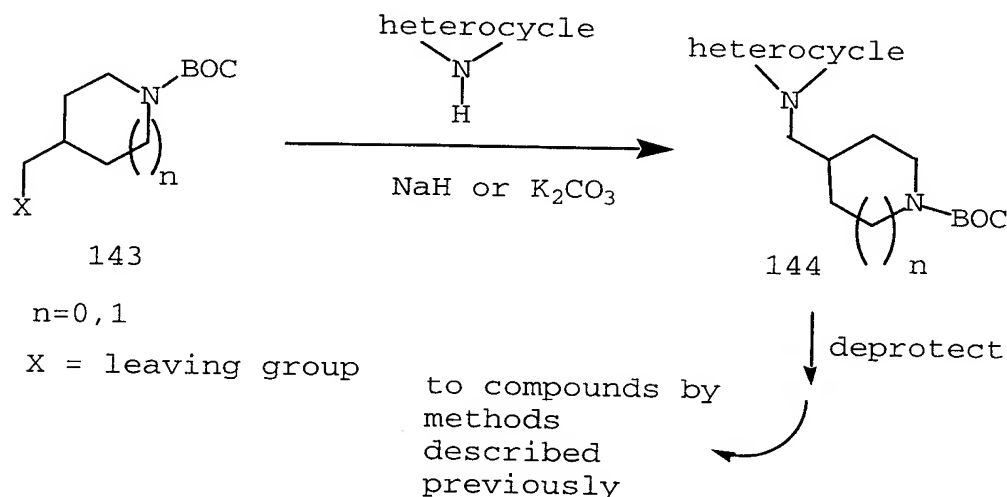 heterocycle
N
H
NaH or K2CO3
N
BOC
n
X
143
n=0,1
X = leaving group
heterocycle
N
N
BOC
n
144
deprotect
to compounds by
methods
described
previously